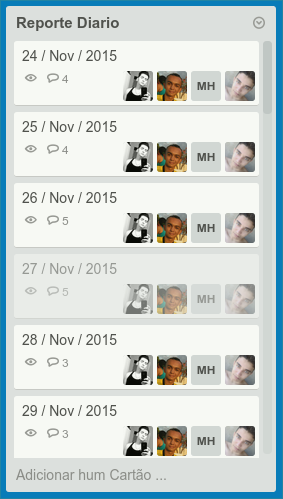 Reporte Diario
24 / Nov / 2015
4 MH
25 / Nov / 2015
4 MH
26 / Nov / 2015
5 MH
27 / Nov / 2015
5 MH
28 / Nov / 2015
3 MH
29 / Nov / 2015
3 MH
Adicionar hum Cartão ...